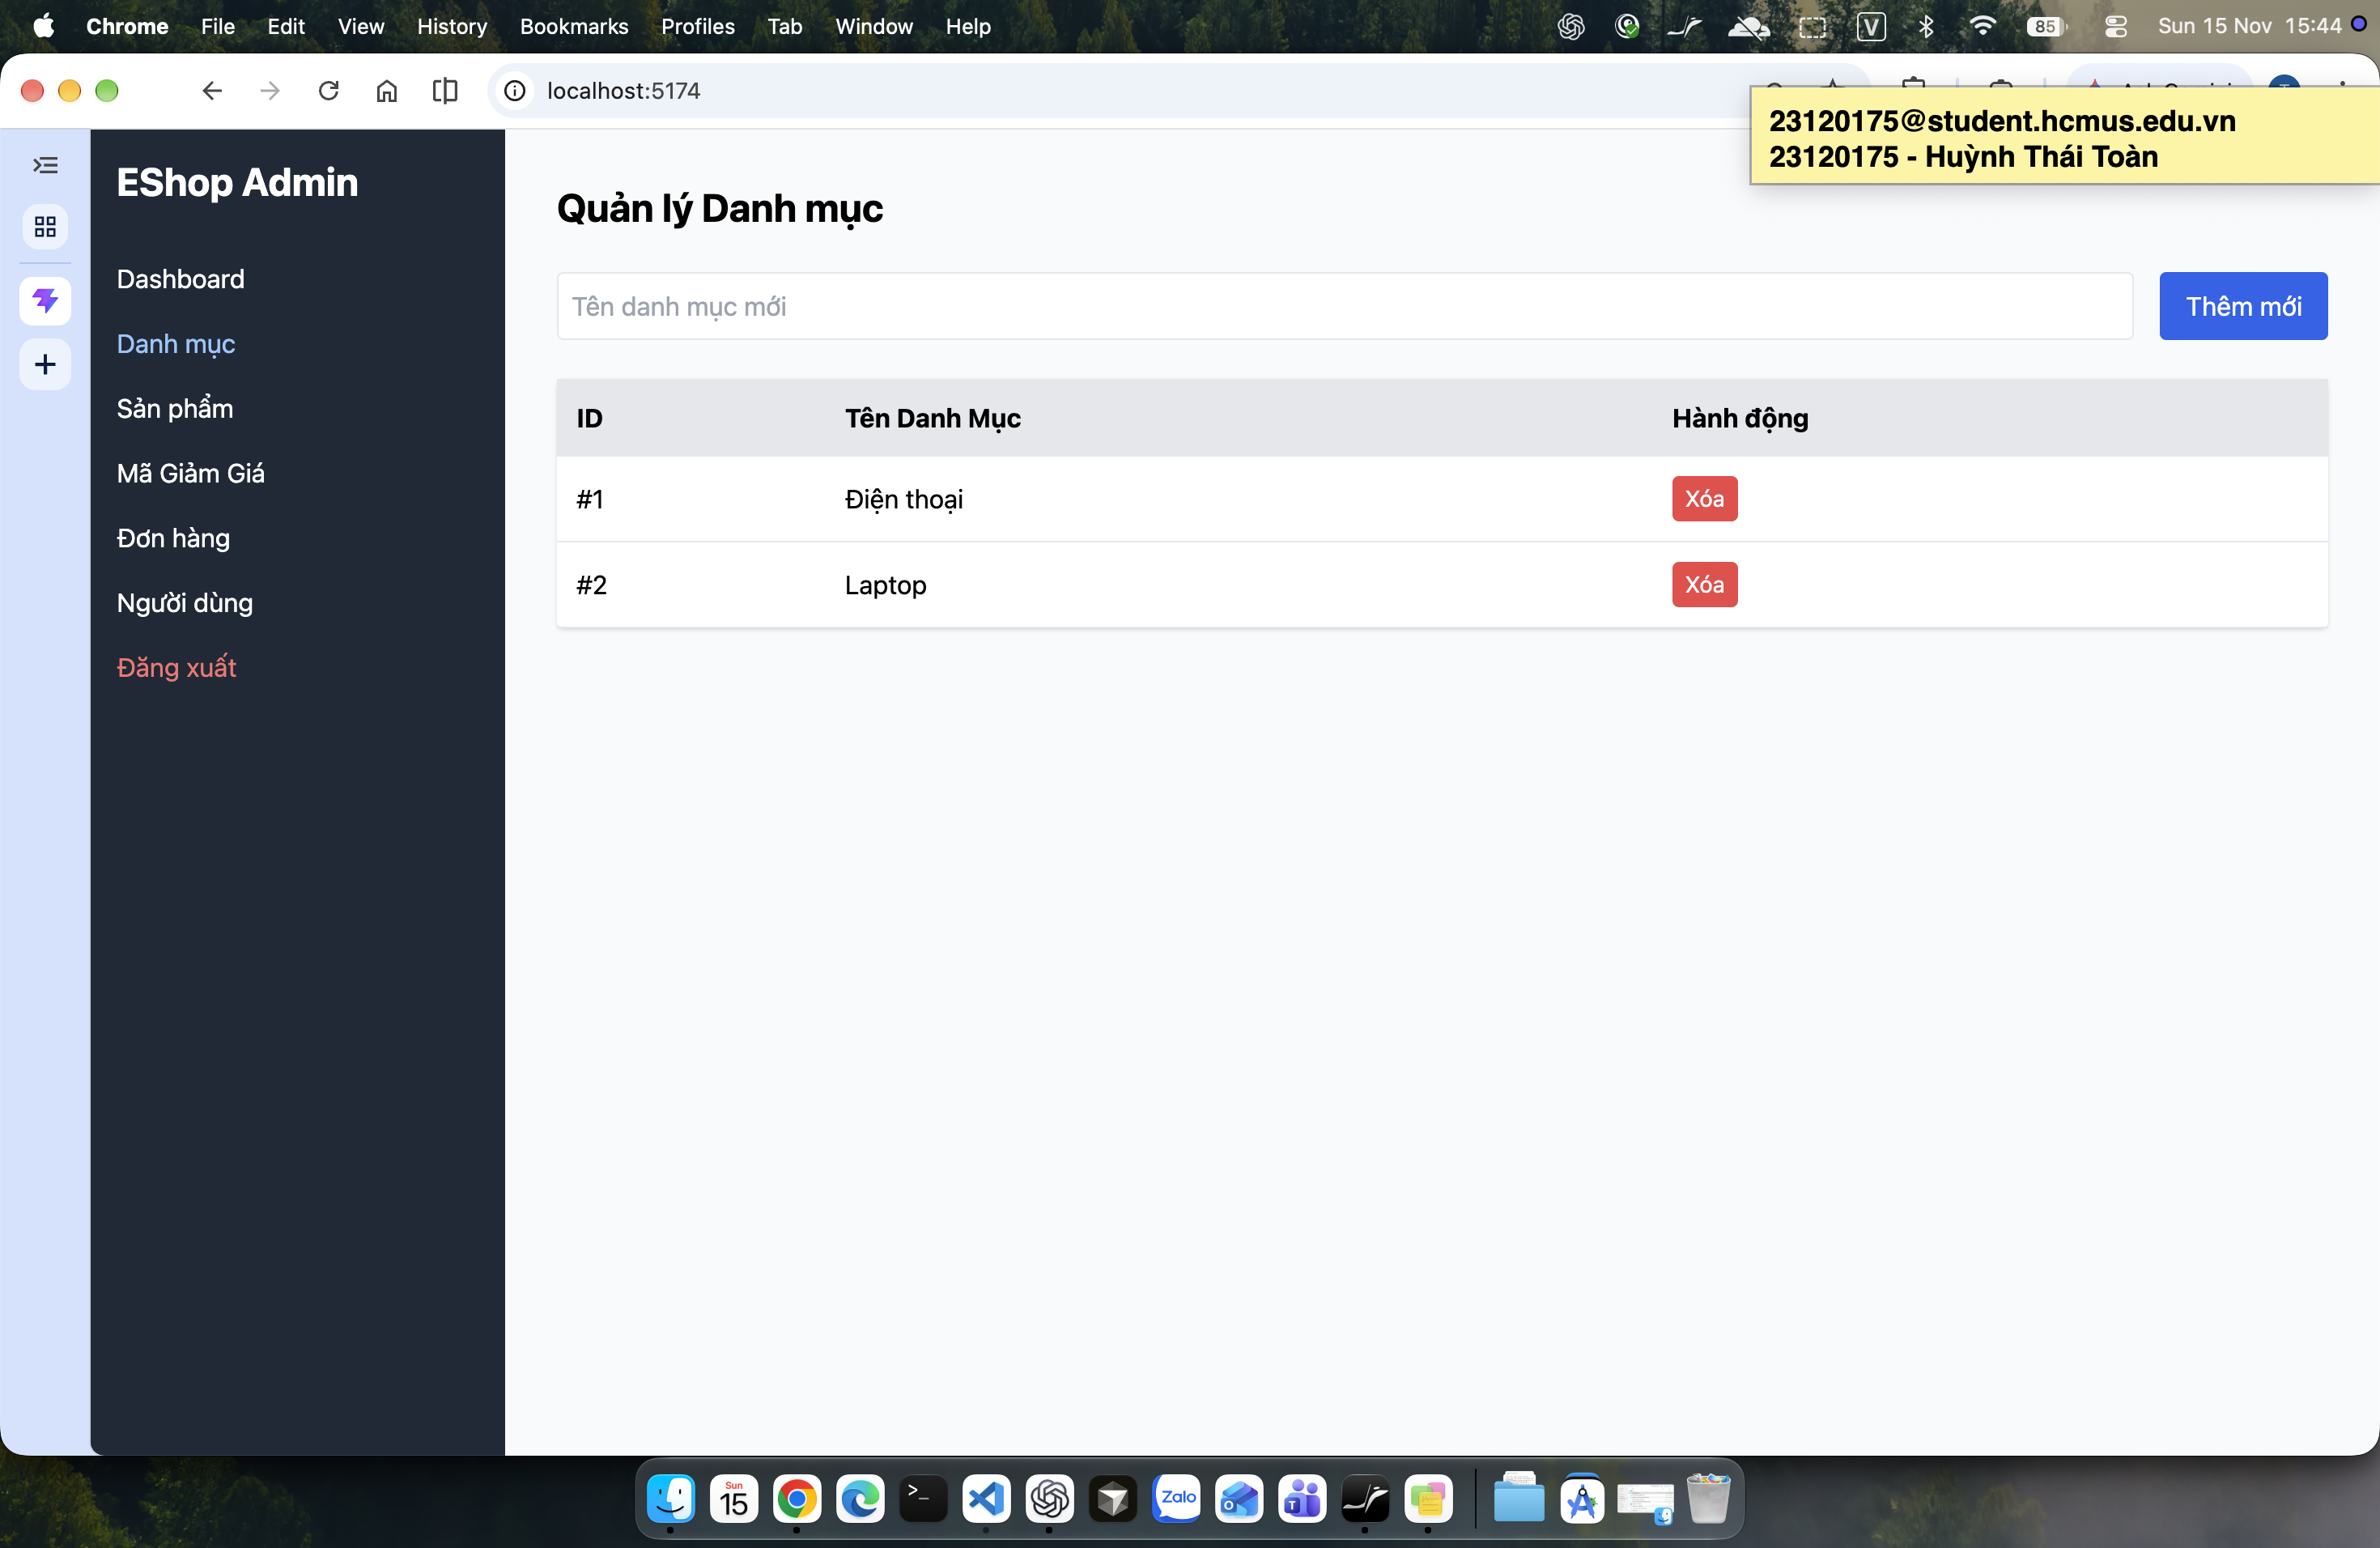 Chrome File Edit View History Bookmarks Profiles Tab Window Help V 85 Sun 15 Nov 15:44
localhost:5174
23120175@student.hcmus.edu.vn
23120175 - Huỳnh Thái Toàn
EShop Admin
Dashboard
Danh mục
Sản phẩm
Mã Giảm Giá
Đơn hàng
Người dùng
Đăng xuất
Quản lý Danh mục
Tên danh mục mới
Thêm mới
ID Tên Danh Mục Hành động
#1 Điện thoại Xóa
#2 Laptop Xóa
Sun
15
Zalo